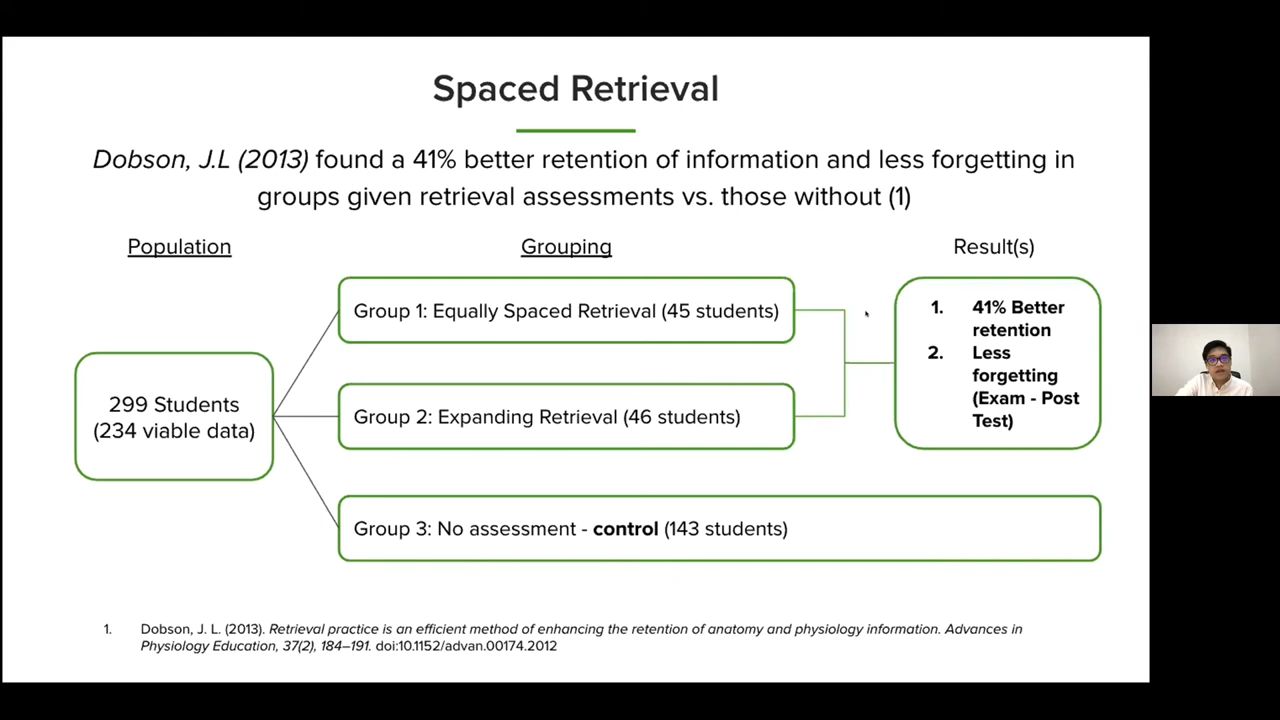 Spaced Retrieval
Dobson, J.L (2013) found a 41% better retention of information and less forgetting in
groups given retrieval assessments vs. those without (1)
Population
Grouping
Result(s)
299 Students
(234 viable data)
Group 1: Equally Spaced Retrieval (45 students)
Group 2: Expanding Retrieval (46 students)
Group 3: No assessment - control (143 students)
1. 41% Better
retention
2. Less
forgetting
(Exam - Post
Test)
1. Dobson, J. L. (2013). Retrieval practice is an efficient method of enhancing the retention of anatomy and physiology information. Advances in
Physiology Education, 37(2), 184–191. doi:10.1152/advan.00174.2012